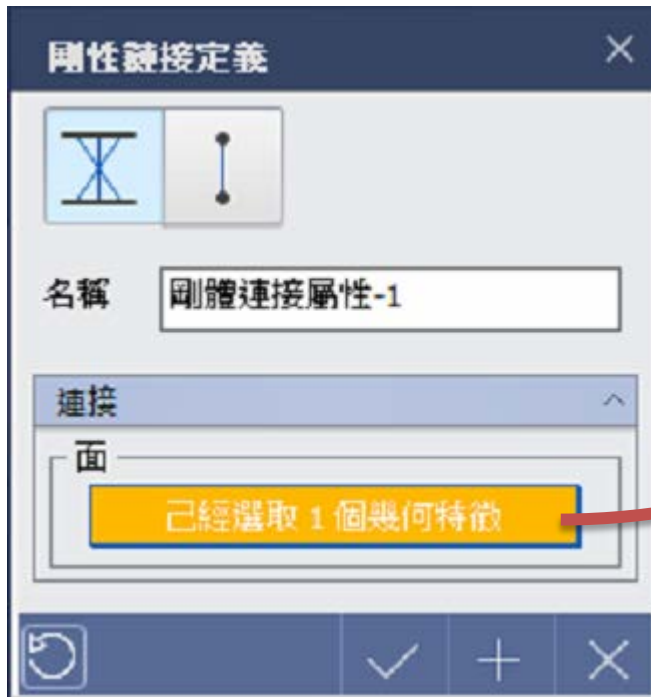 剛性鏈接定義
名稱 剛體連接屬性-1
連接
面
己經選取 1 個幾何特徵